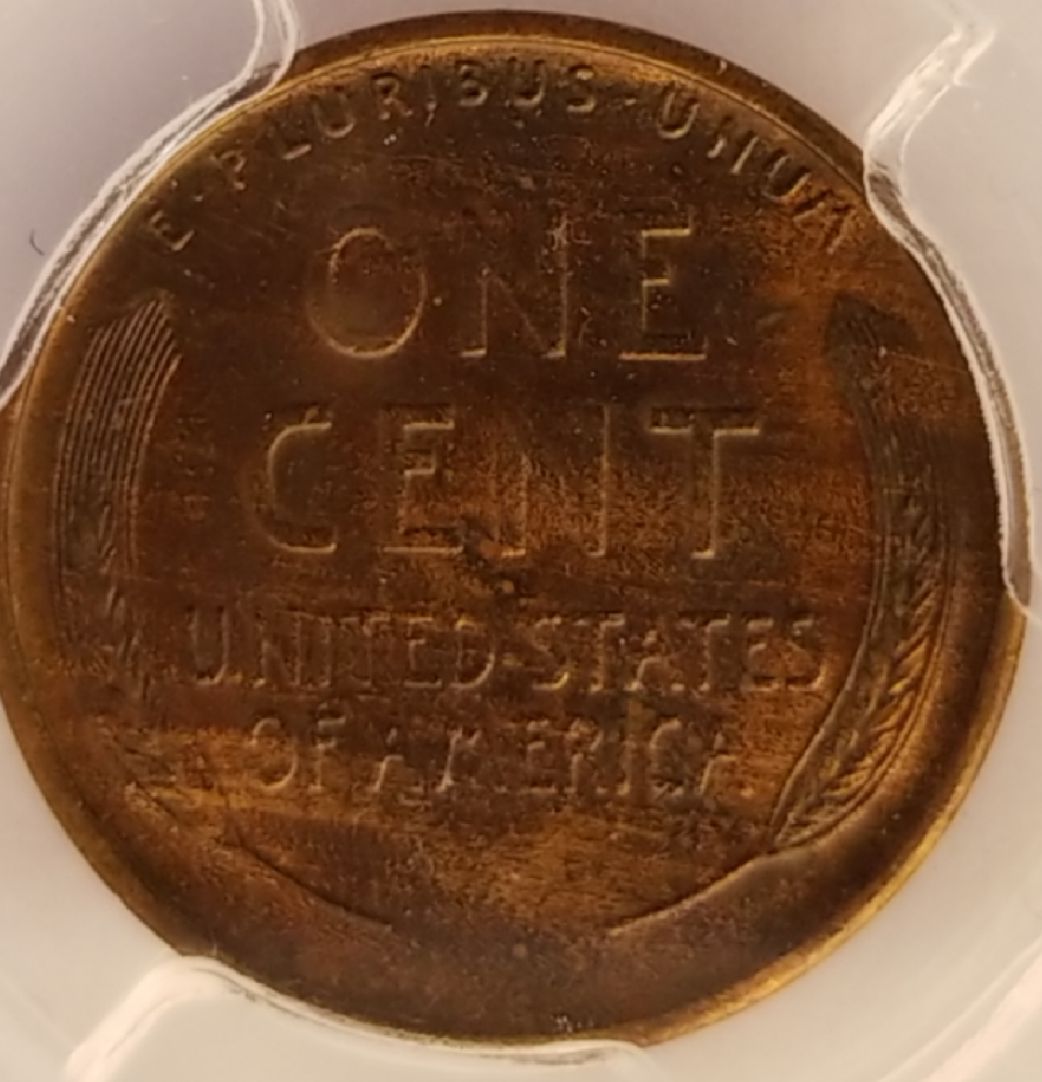 E·PLURIBUS·UNUM
ONE
CENT
UNITED·STATES
OF AMERICA